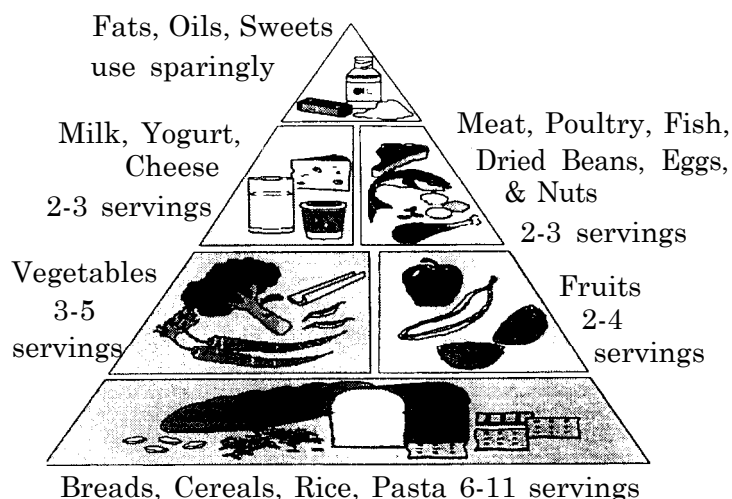 Fats, Oils, Sweets
use sparingly
Milk, Yogurt,
Cheese
2-3 servings
Meat, Poultry, Fish,
Dried Beans, Eggs,
& Nuts
2-3 servings
Vegetables
3-5
servings
Fruits
2-4
servings
Breads, Cereals, Rice, Pasta 6-11 servings